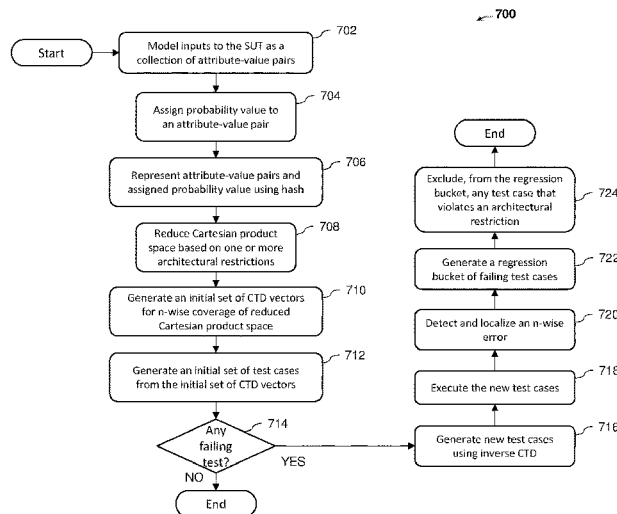 700
Start
Model inputs to the SUT as a
collection of attribute-value pairs
702
Assign probability value to
an attribute-value pair
704
Represent attribute-value pairs and
assigned probability value using hash
706
Reduce Cartesian product
space based on one or more
architectural restrictions
708
Generate an initial set of CTD vectors
for n-wise coverage of reduced
Cartesian product space
710
Generate an initial set of test cases
from the initial set of CTD vectors
712
Any
failing
test?
714
YES
NO
End
Generate new test cases
using inverse CTD
716
Execute the new test cases
718
Detect and localize an n-wise
error
720
Generate a regression
bucket of failing test cases
722
Exclude, from the regression
bucket, any test case that
violates an architectural
restriction
724
End